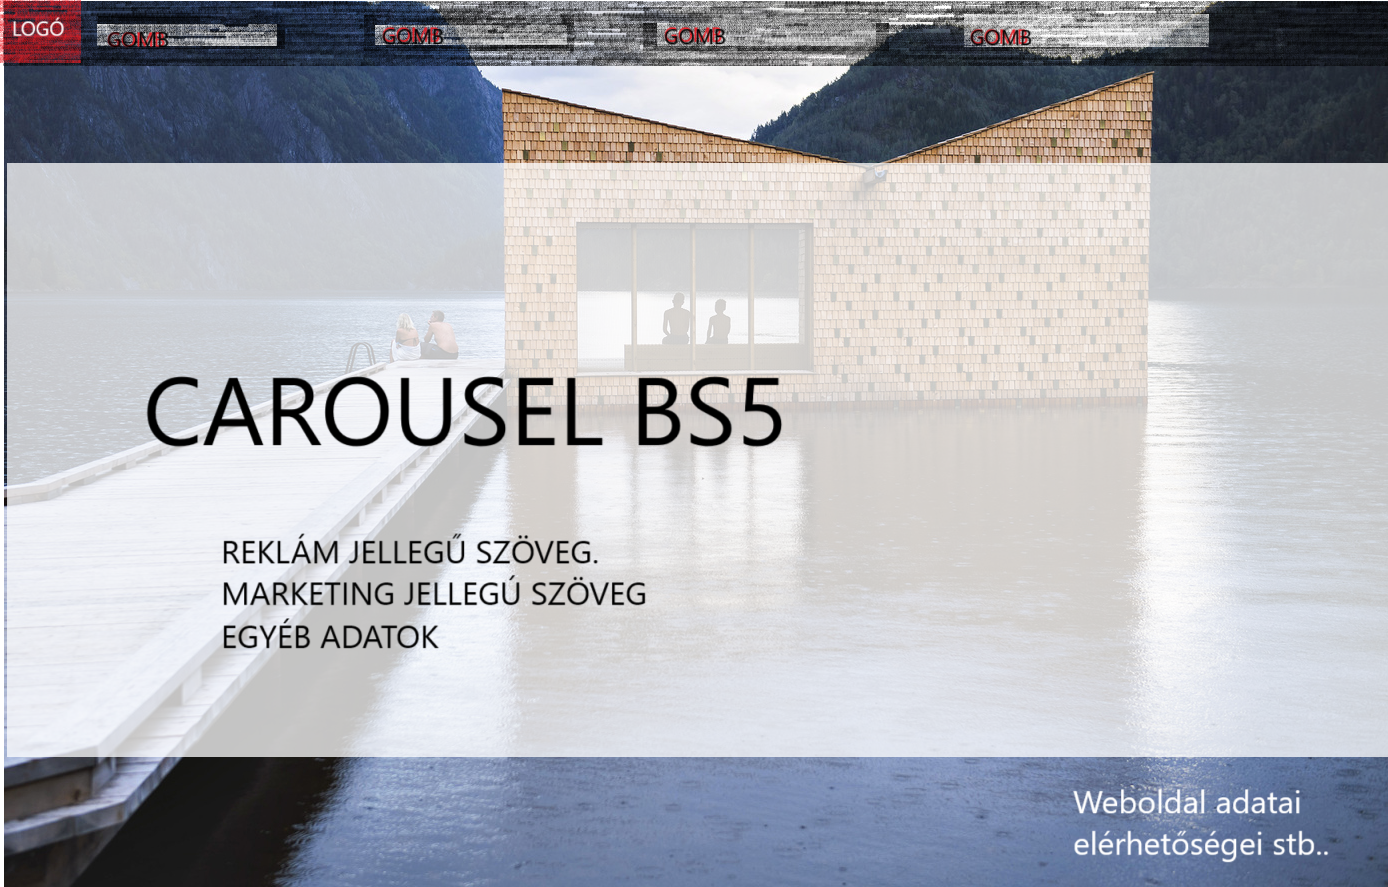 LOGÓ
GOMB
GOMB
GOMB
GOMB
CAROUSEL BS5
REKLÁM JELLEGŰ SZÖVEG.
MARKETING JELLEGÚ SZÖVEG
EGYÉB ADATOK
Weboldal adatai
elérhetőségei stb..